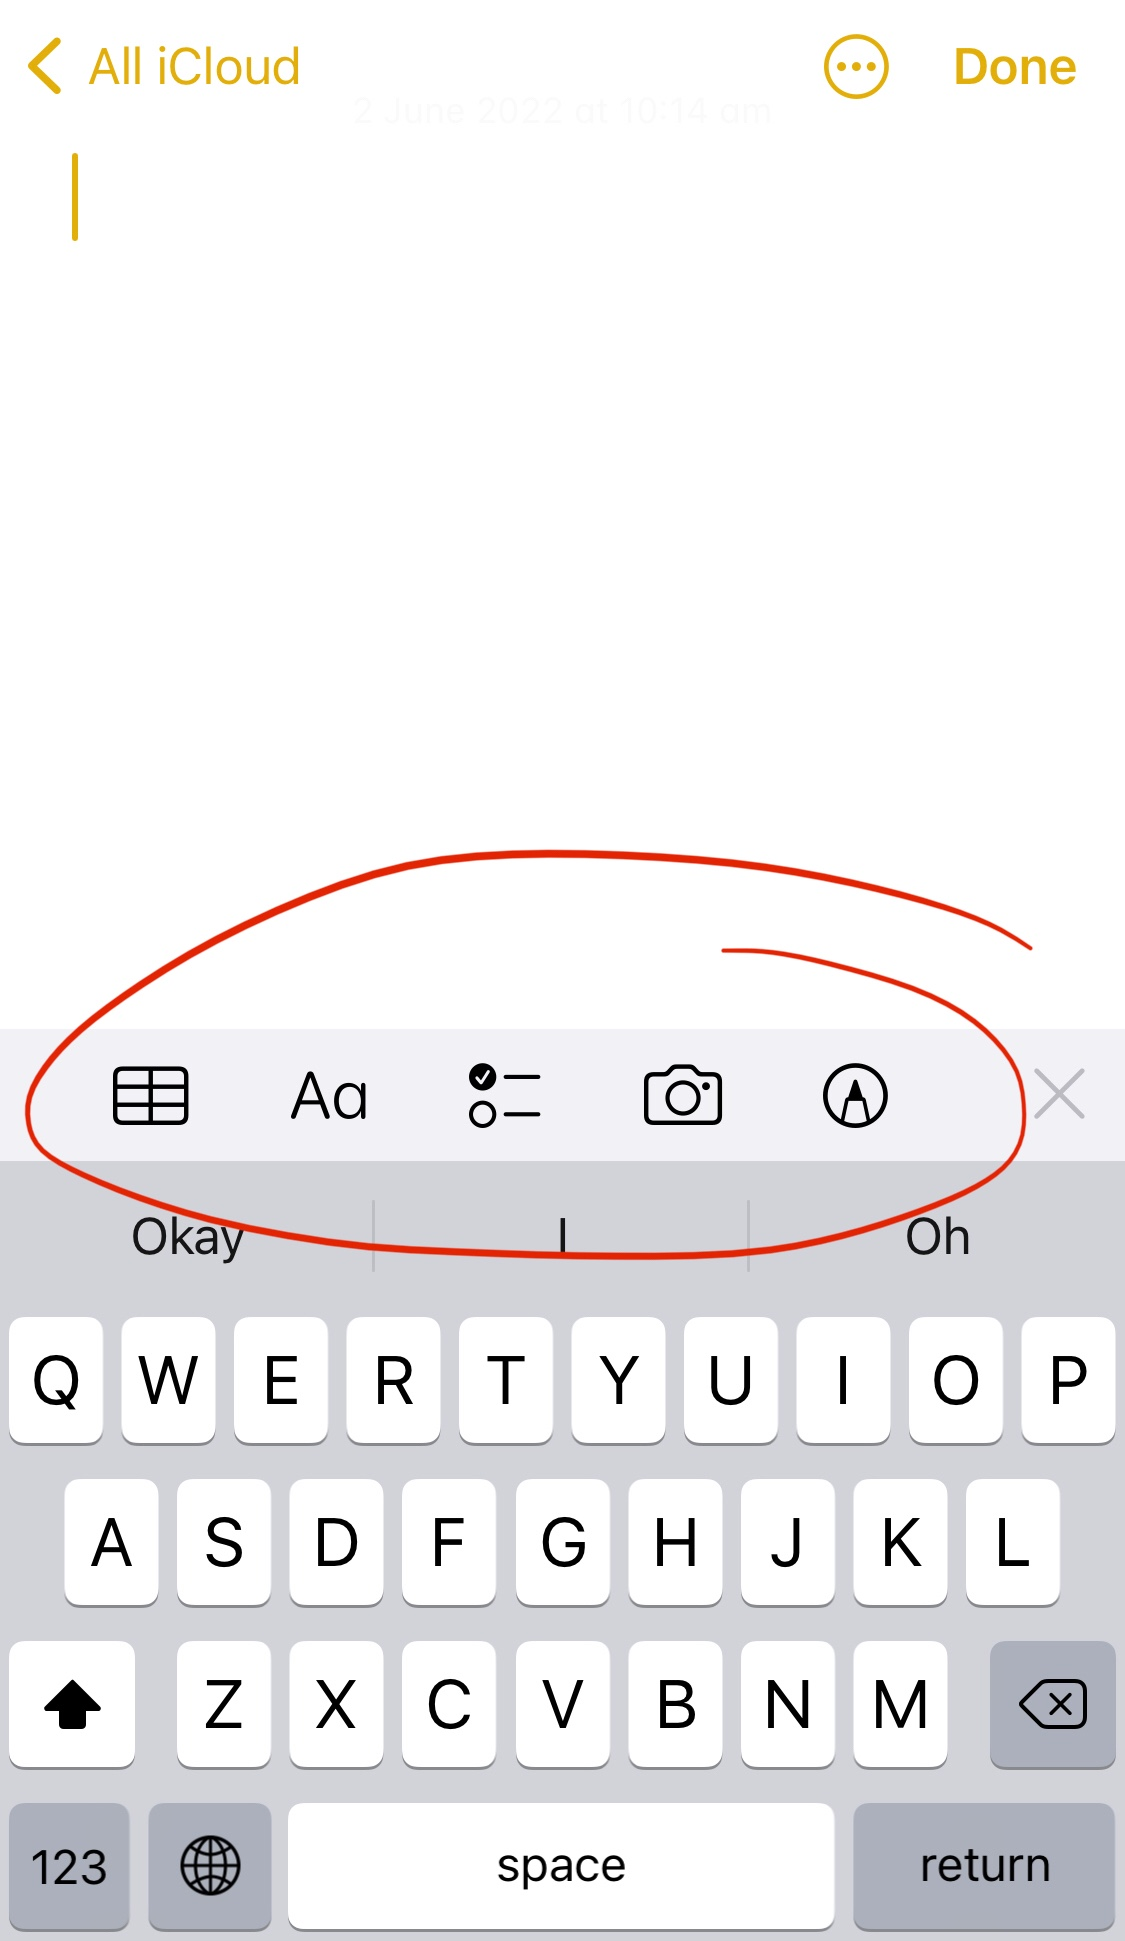 All iCloud Done
2 June 2022 at 10:14 am
Aa
Okay I Oh
Q W E R T Y U I O P
A S D F G H J K L
Z X C V B N M
123 space return